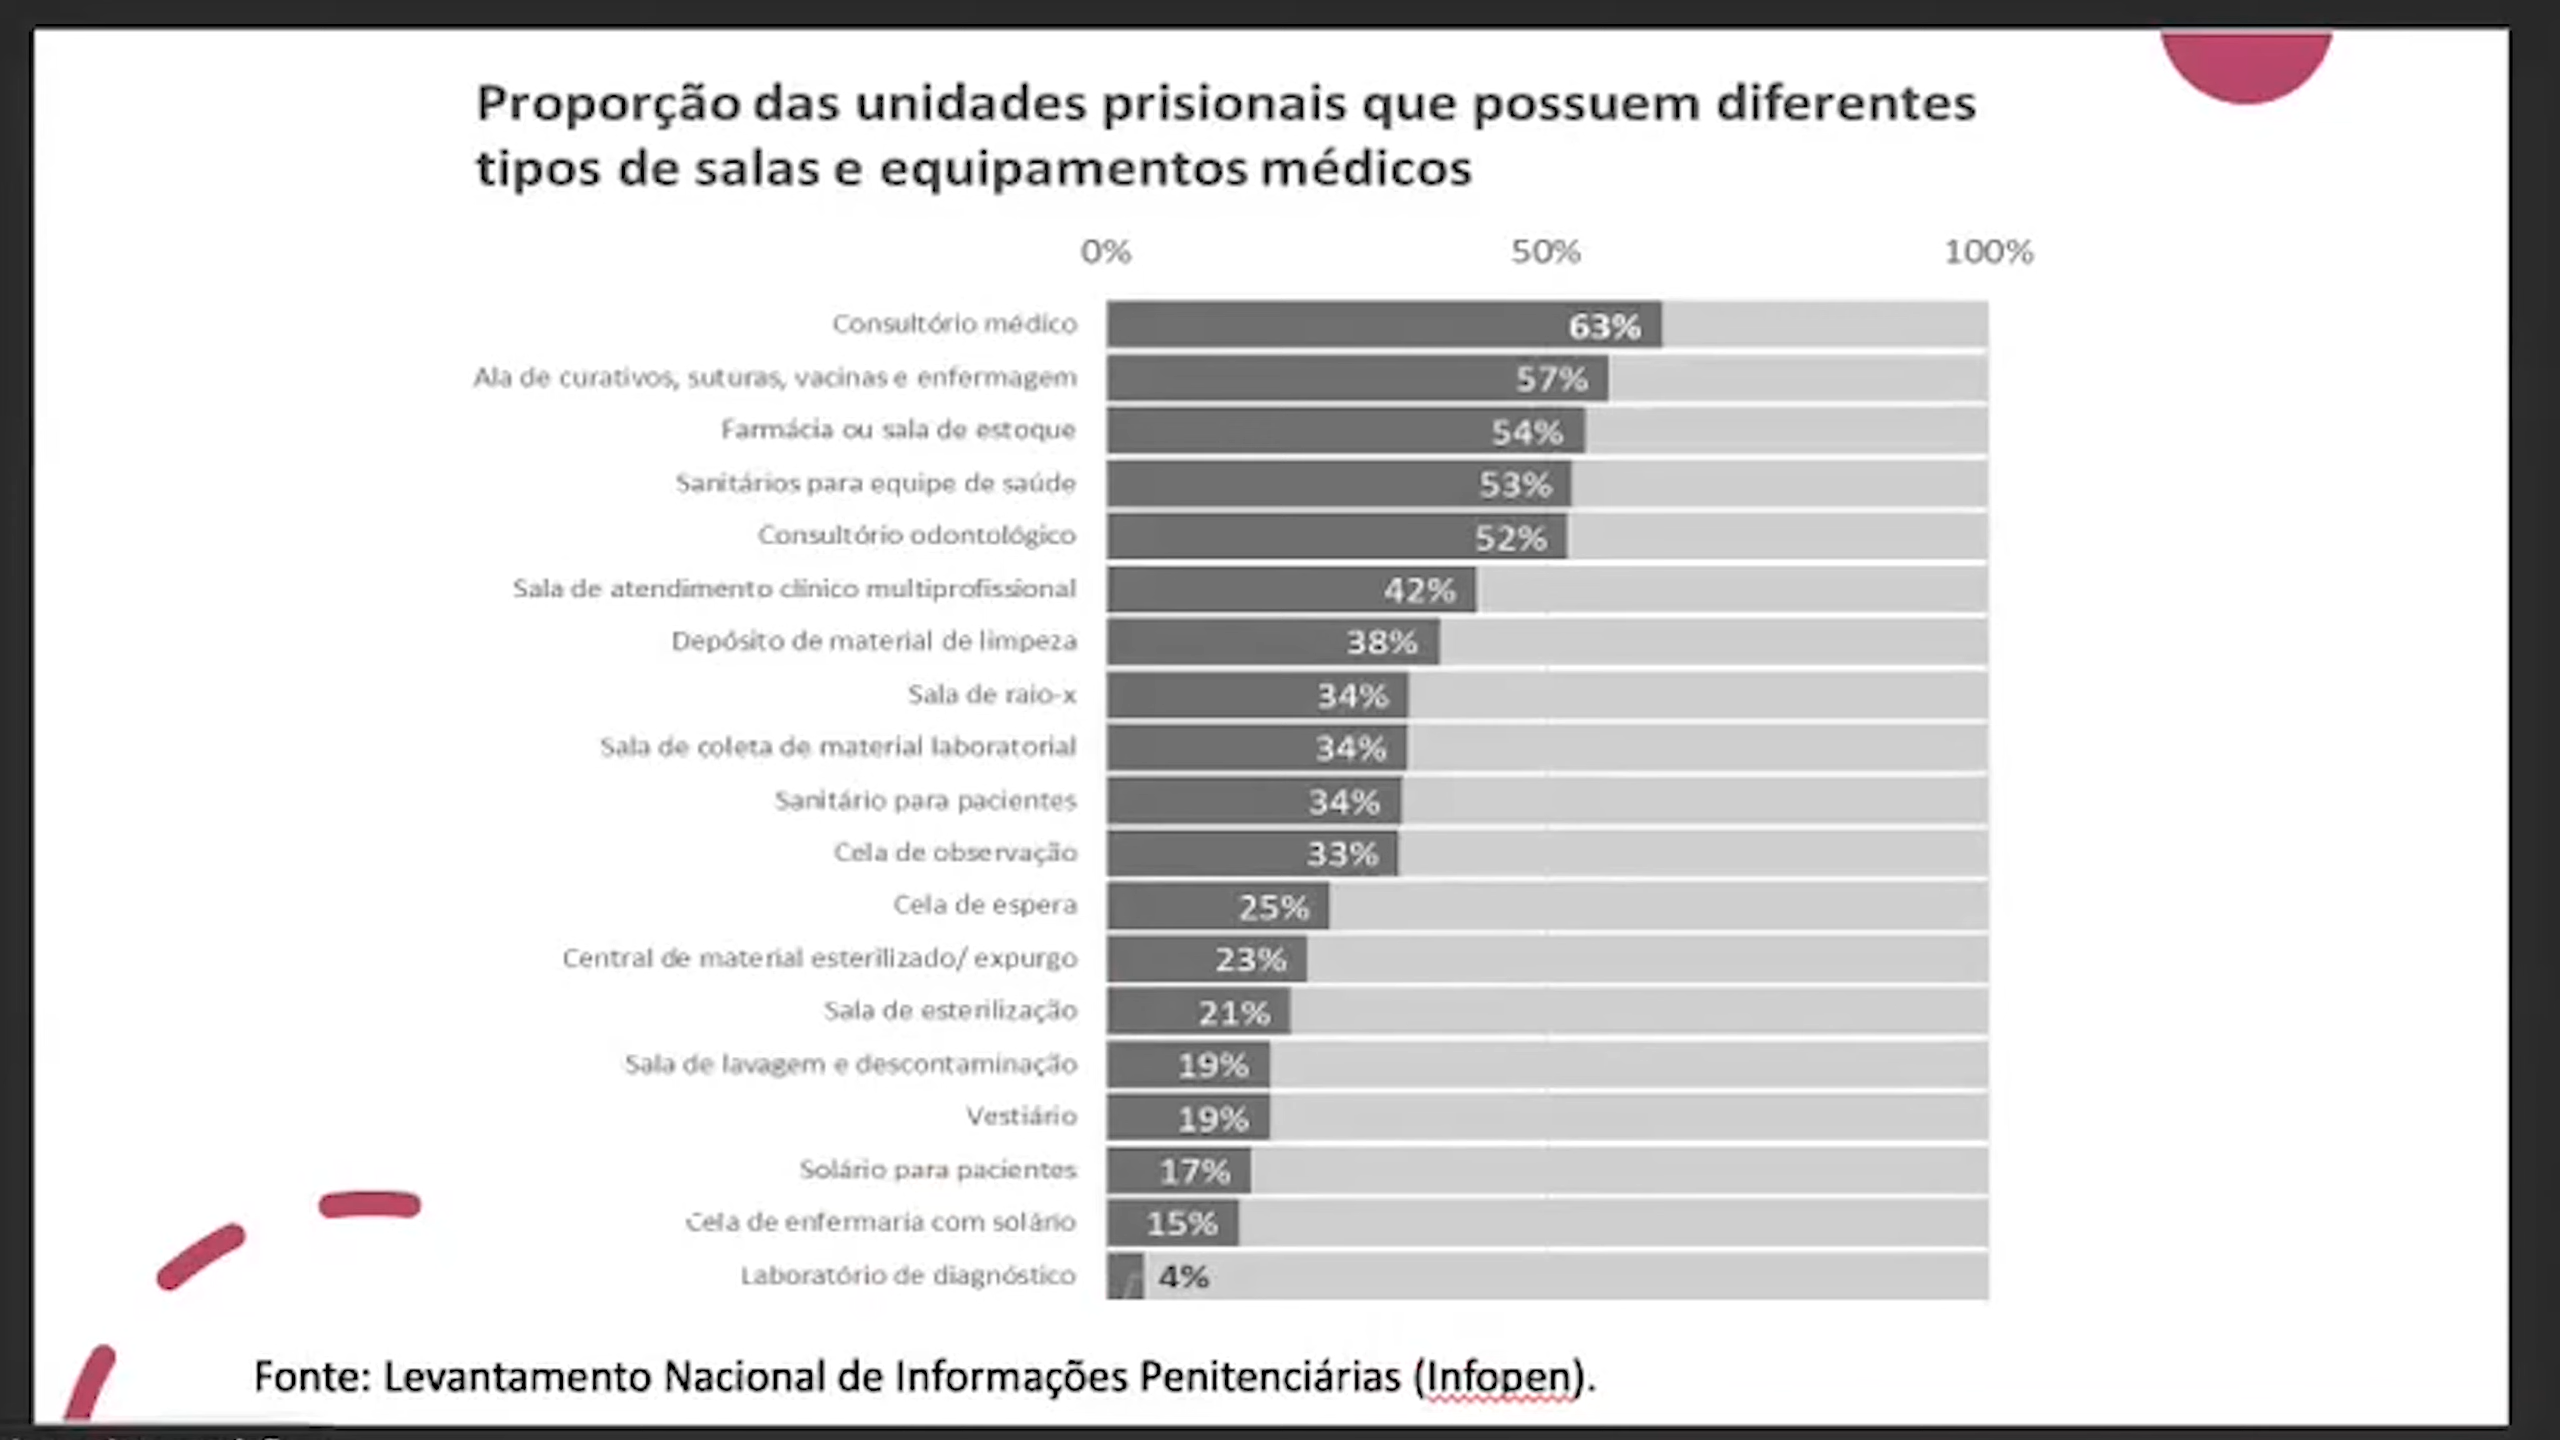 Proporção das unidades prisionais que possuem diferentes
tipos de salas e equipamentos médicos
0% 50% 100%
Consultório médico 63%
Ala de curativos, suturas, vacinas e enfermagem 57%
Farmácia ou sala de estoque 54%
Sanitários para equipe de saúde 53%
Consultório odontológico 52%
Sala de atendimento clínico multiprofissional 42%
Depósito de material de limpeza 38%
Sala de raio-x 34%
Sala de coleta de material laboratorial 34%
Sanitário para pacientes 34%
Cela de observação 33%
Cela de espera 25%
Central de material esterilizado/ expurgo 23%
Sala de esterilização 21%
Sala de lavagem e descontaminação 19%
Vestiário 19%
Solário para pacientes 17%
Cela de enfermaria com solário 15%
Laboratório de diagnóstico 4%
Fonte: Levantamento Nacional de Informações Penitenciárias (Infopen).